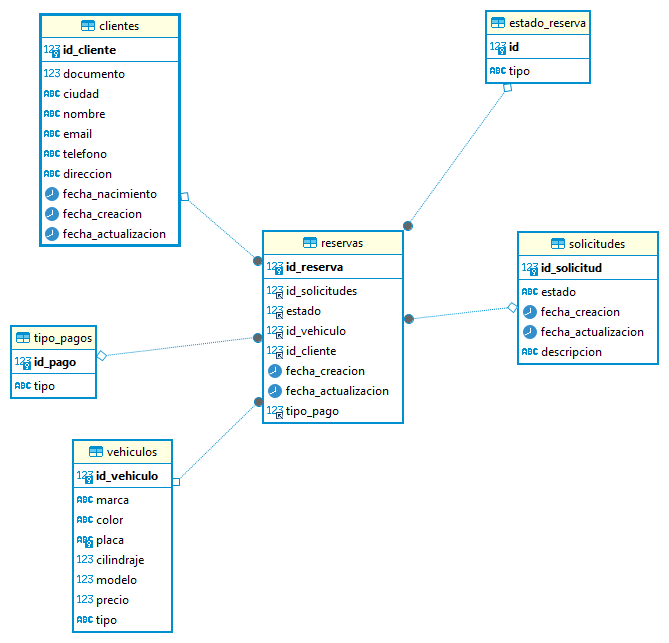 clientes
123 id_cliente
123 documento
ABC ciudad
ABC nombre
ABC email
ABC telefono
ABC direccion
fecha_nacimiento
fecha_creacion
fecha_actualizacion
estado_reserva
123 id
ABC tipo
reservas
123 id_reserva
123 id_solicitudes
123 estado
123 id_vehiculo
123 id_cliente
fecha_creacion
fecha_actualizacion
123 tipo_pago
solicitudes
123 id_solicitud
ABC estado
fecha_creacion
fecha_actualizacion
ABC descripcion
tipo_pagos
123 id_pago
ABC tipo
vehiculos
123 id_vehiculo
ABC marca
ABC color
ABC placa
123 cilindraje
123 modelo
123 precio
ABC tipo